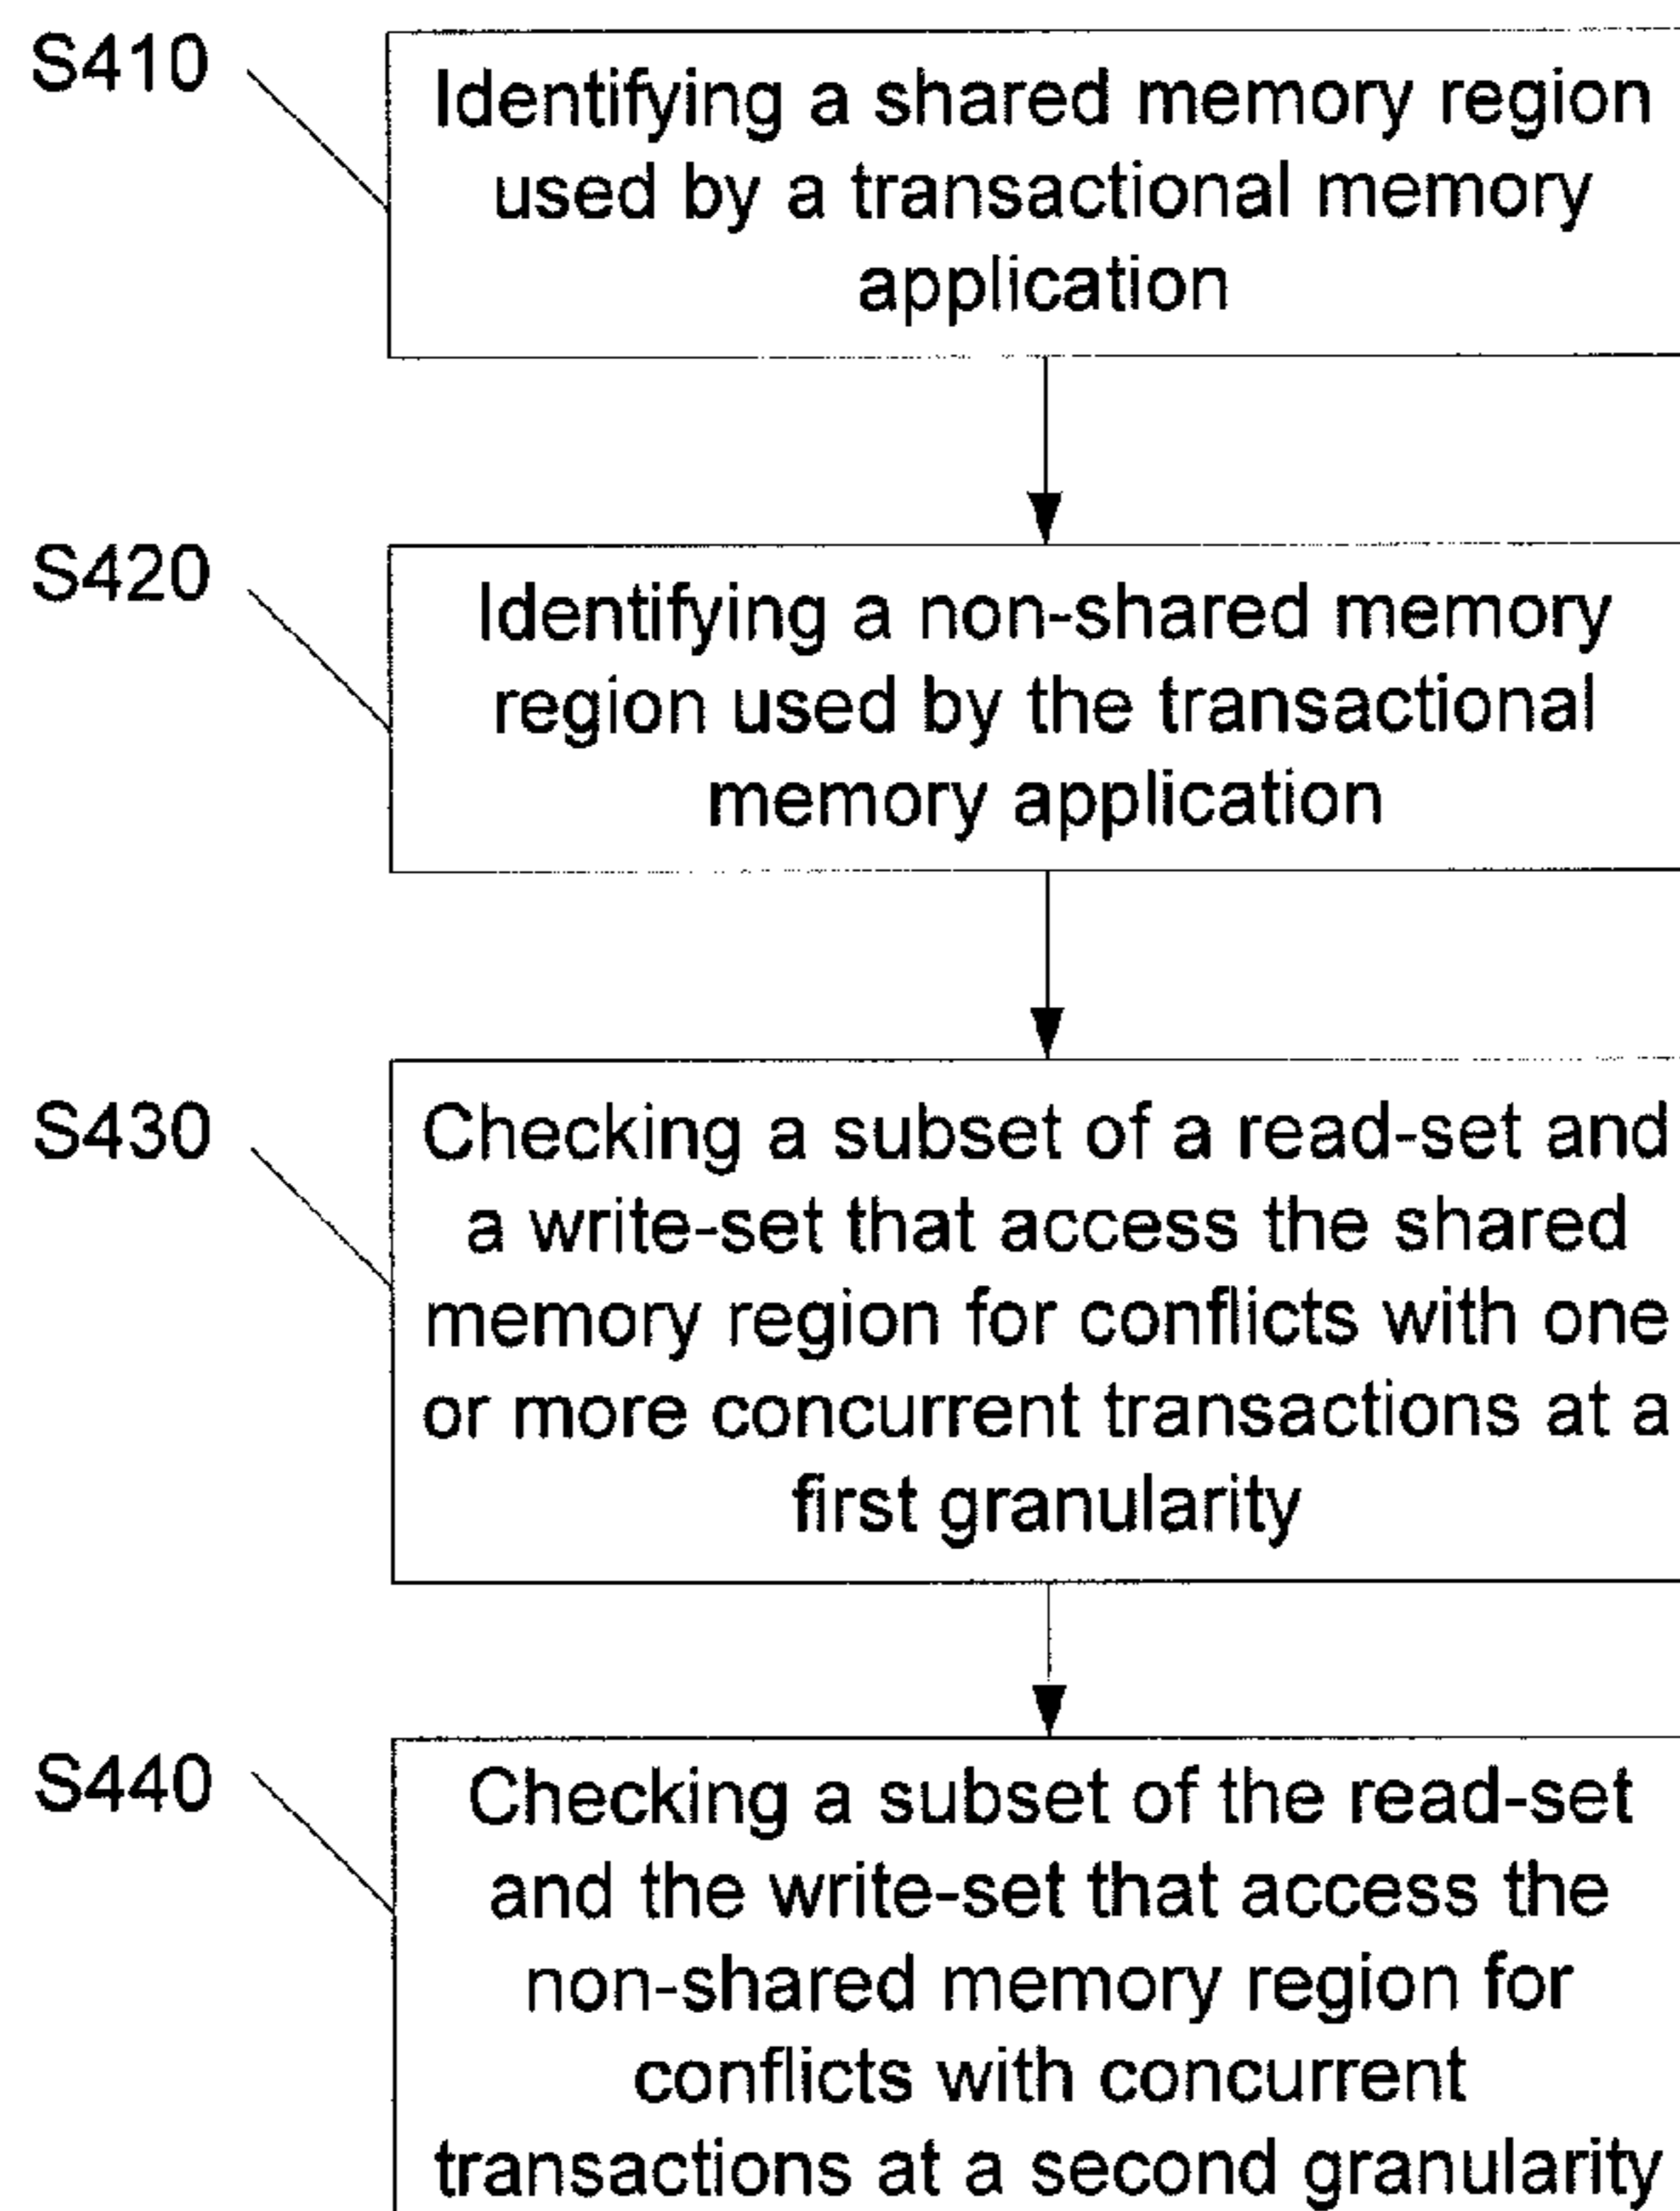 S410
Identifying a shared memory region
used by a transactional memory
application
S420
Identifying a non-shared memory
region used by the transactional
memory application
S430
Checking a subset of a read-set and
a write-set that access the shared
memory region for conflicts with one
or more concurrent transactions at a
first granularity
S440
Checking a subset of the read-set
and the write-set that access the
non-shared memory region for
conflicts with concurrent
transactions at a second granularity